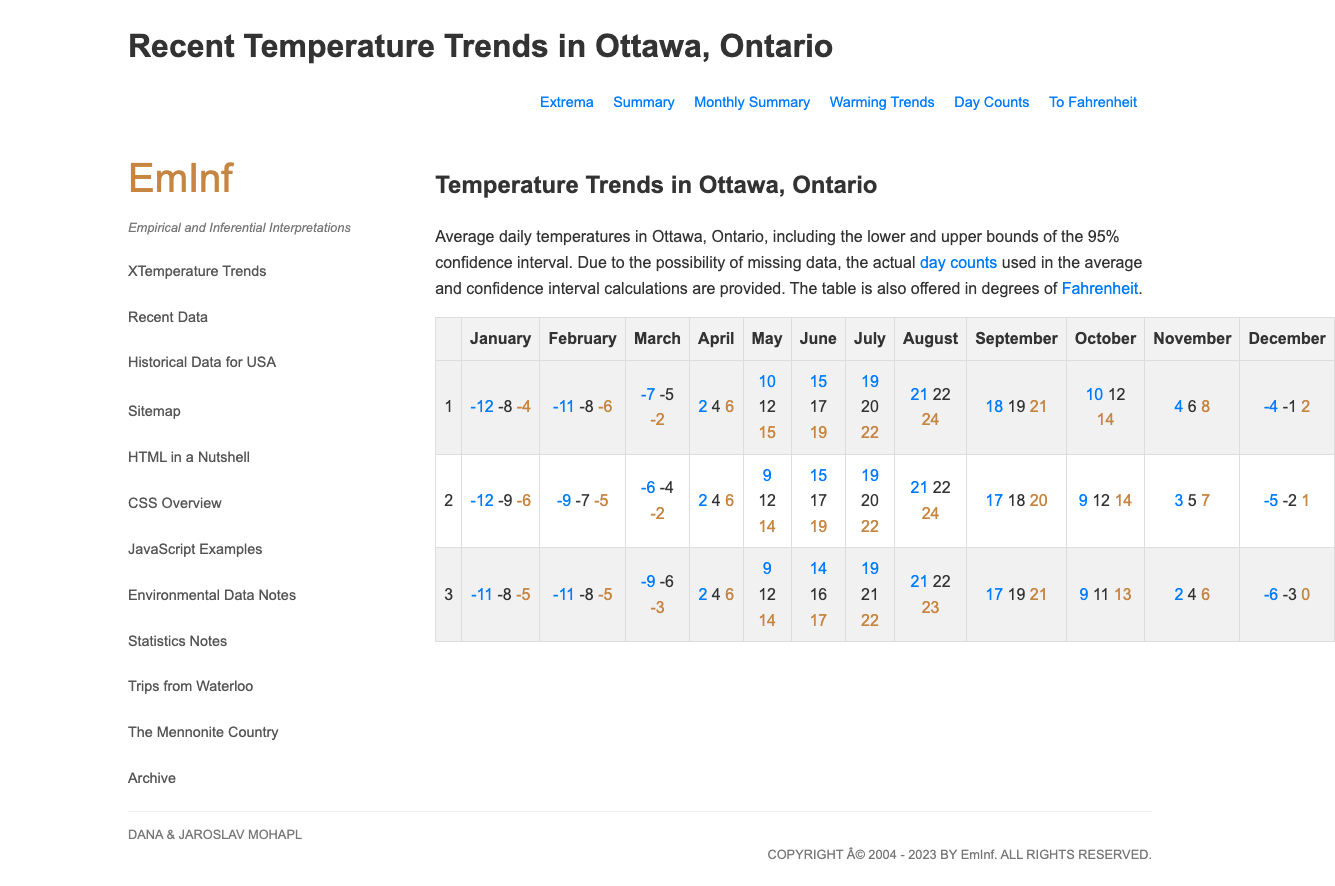 Recent Temperature Trends in Ottawa, Ontario
Extrema Summary Monthly Summary Warming Trends Day Counts To Fahrenheit
EmInf
Empirical and Inferential Interpretations
XTemperature Trends
Recent Data
Historical Data for USA
Sitemap
HTML in a Nutshell
CSS Overview
JavaScript Examples
Environmental Data Notes
Statistics Notes
Trips from Waterloo
The Mennonite Country
Archive
Temperature Trends in Ottawa, Ontario
Average daily temperatures in Ottawa, Ontario, including the lower and upper bounds of the 95%
confidence interval. Due to the possibility of missing data, the actual day counts used in the average
and confidence interval calculations are provided. The table is also offered in degrees of Fahrenheit.
January February March April May June July August September October November December
1 -12 -8 -4 -11 -8 -6 -7 -5 -2 2 4 6 10 12 15 15 17 19 19 20 22 21 22 24 18 19 21 10 12 14 4 6 8 -4 -1 2
2 -12 -9 -6 -9 -7 -5 -6 -4 -2 2 4 6 9 12 14 15 17 19 19 20 22 21 22 24 17 18 20 9 12 14 3 5 7 -5 -2 1
3 -11 -8 -5 -11 -8 -5 -9 -6 -3 2 4 6 9 12 14 14 16 17 19 21 22 21 22 23 17 19 21 9 11 13 2 4 6 -6 -3 0
DANA & JAROSLAV MOHAPL
COPYRIGHT Â© 2004 - 2023 BY EmInf. ALL RIGHTS RESERVED.